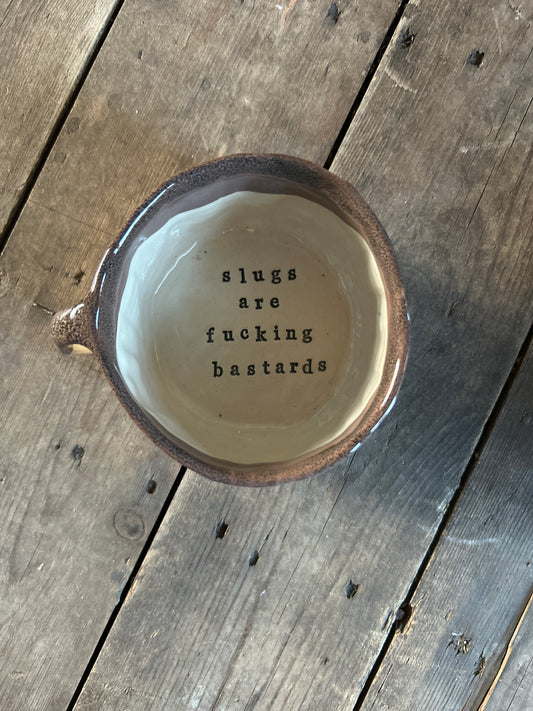 slugs
are
fucking
bastards